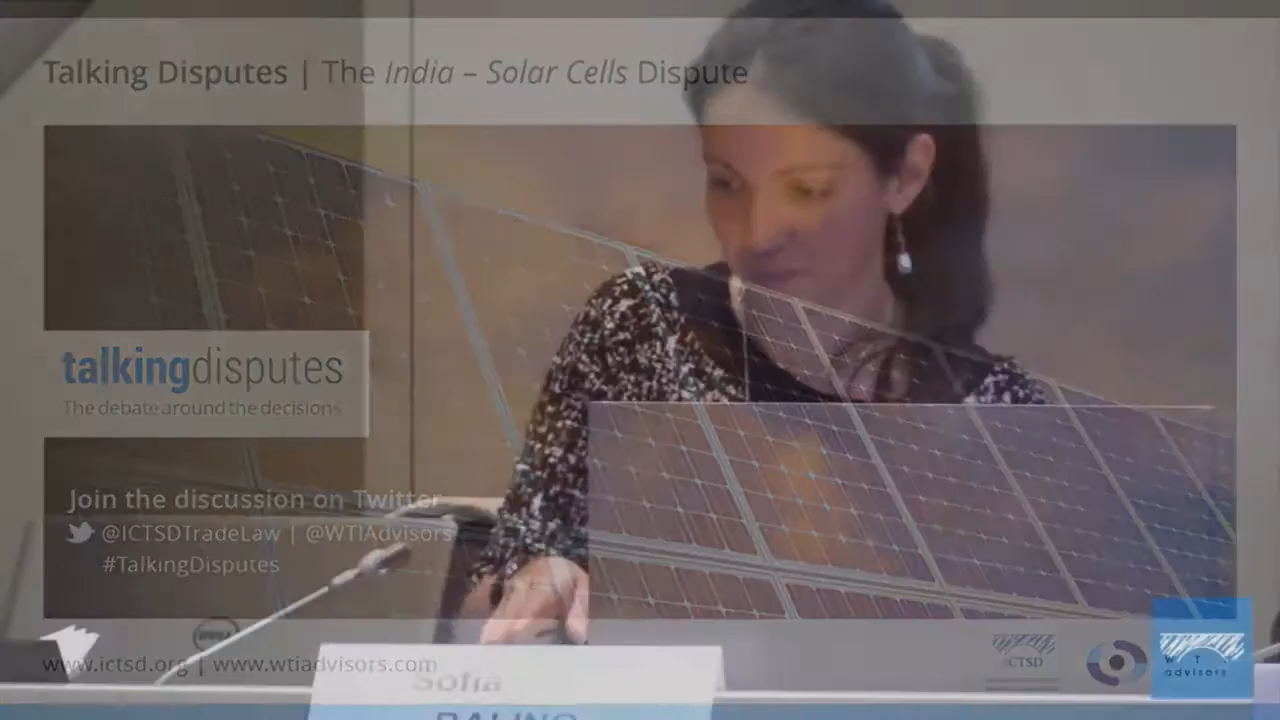 Talking Disputes | The India – Solar Cells Dispute
talkingdisputes
The debate around the decisions
Join the discussion on Twitter
@ICTSDTradeLaw | @WTIAdvisors
#TalkingDisputes
www.ictsd.org | www.wtiadvisors.com
ICTSD
W T I
advisors
Sofia